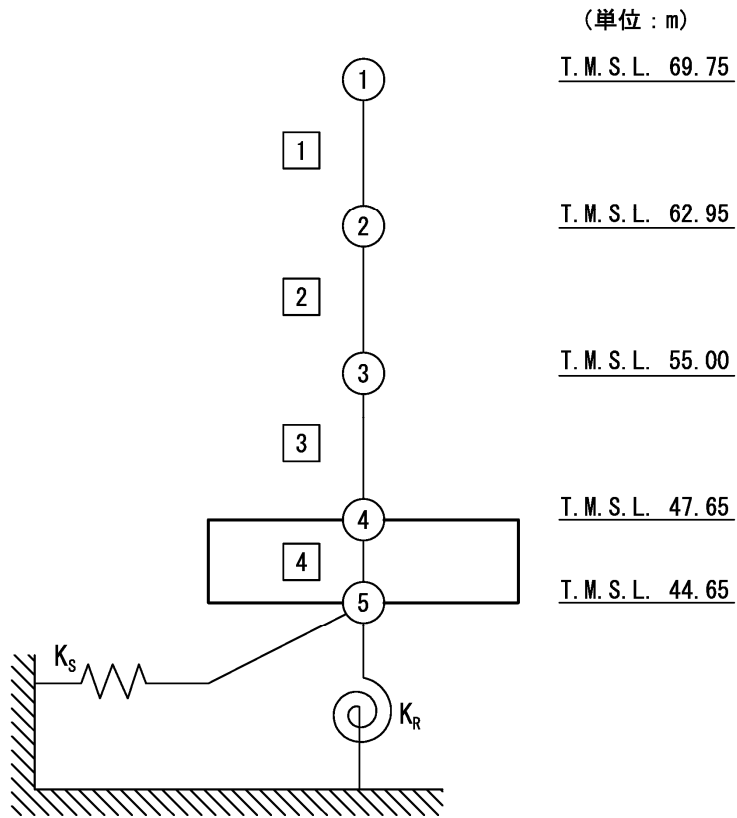 (単位：m)
① T.M.S.L. 69.75
1
② T.M.S.L. 62.95
2
③ T.M.S.L. 55.00
3
④ T.M.S.L. 47.65
4
⑤ T.M.S.L. 44.65
KS
KR